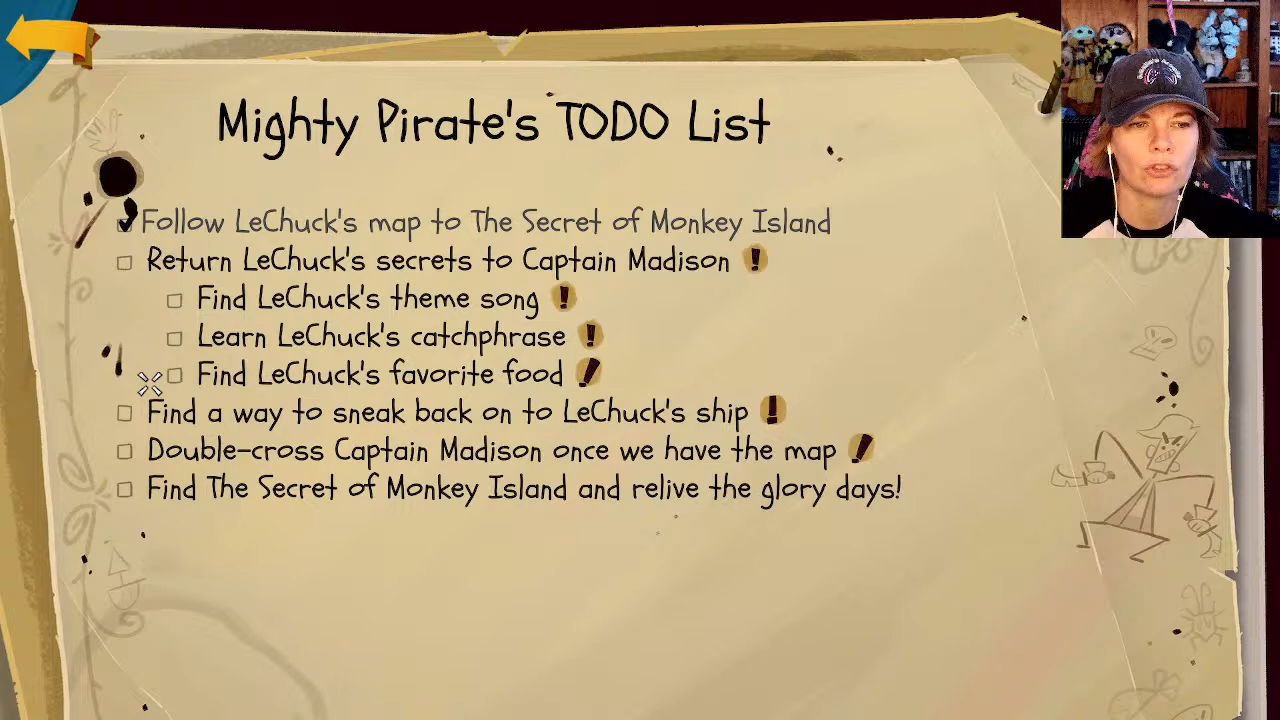 Mighty Pirate's TODO List
Follow LeChuck's map to The Secret of Monkey Island
Return LeChuck's secrets to Captain Madison !
Find LeChuck's theme song !
Learn LeChuck's catchphrase !
Find LeChuck's favorite food !
Find a way to sneak back on to LeChuck's ship !
Double-cross Captain Madison once we have the map !
Find The Secret of Monkey Island and relive the glory days!